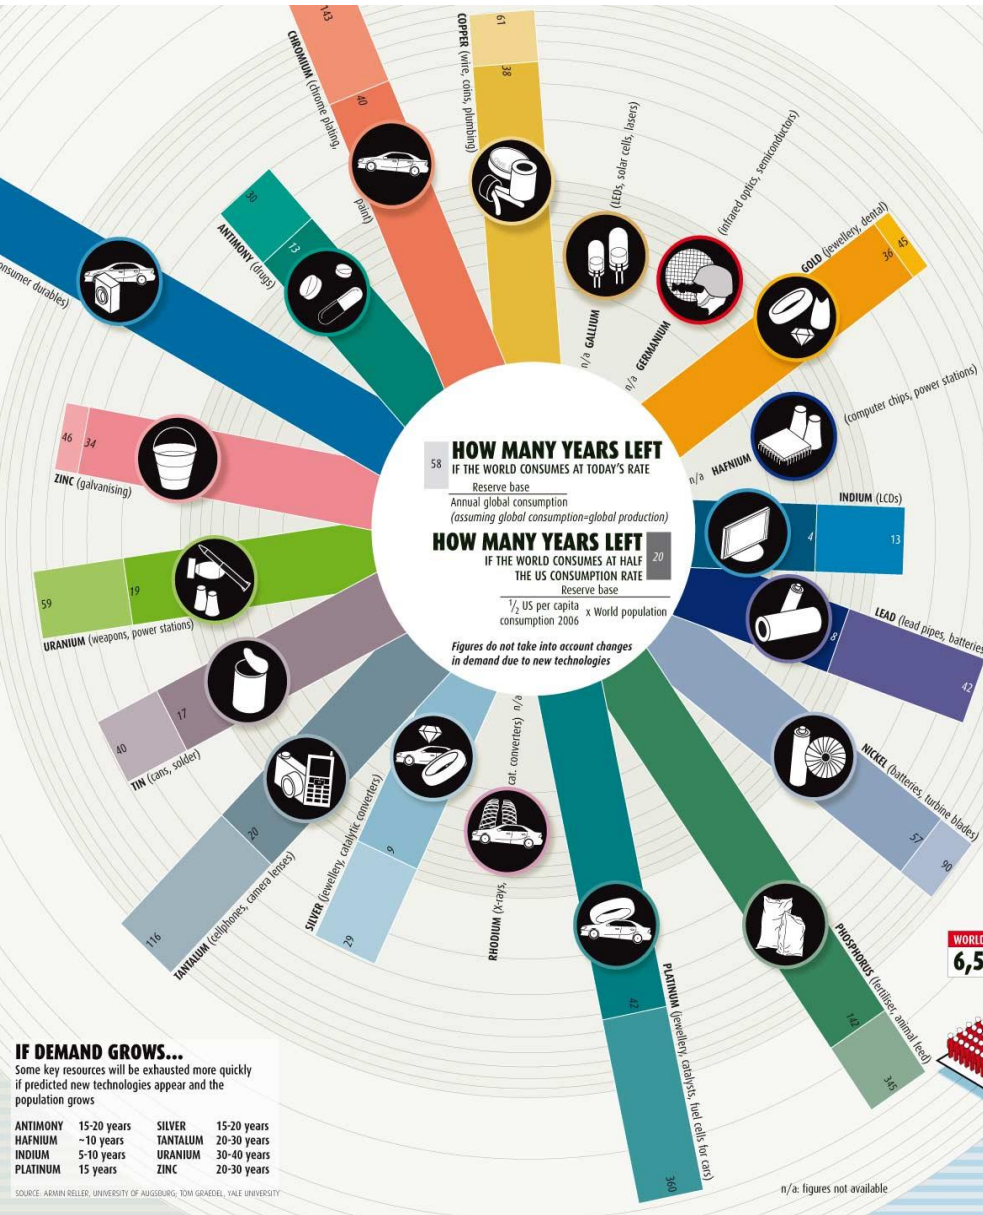 143
40
CHROMIUM (chrome plating,
paint)
61
38
COPPER (wire, coins, plumbing)
30
13
ANTIMONY (drugs)
n/a GALLIUM
(LEDs, solar cells, lasers)
n/a GERMANIUM
(infrared optics, semiconductors)
GOLD (jewellery, dental)
36
45
n/a HAFNIUM
(computer chips, power stations)
INDIUM (LCDs)
4
13
LEAD (lead pipes, batteries
8
42
NICKEL (batteries, turbine blades)
57
90
PHOSPHORUS (fertiliser, animal feed)
142
345
PLATINUM (jewellery, catalysts, fuel cells for cars)
42
360
RHODIUM (X-rays,
cat. converters) n/a
SILVER (jewellery, catalytic converters)
9
29
TANTALUM (cellphones, camera lenses)
20
116
TIN (cans, solder)
17
40
URANIUM (weapons, power stations)
19
59
ZINC (galvanising)
34
46
durables)
58
HOW MANY YEARS LEFT
IF THE WORLD CONSUMES AT TODAY'S RATE
Reserve base
Annual global consumption
(assuming global consumption=global production)
HOW MANY YEARS LEFT
20
IF THE WORLD CONSUMES AT HALF
THE US CONSUMPTION RATE
Reserve base
1/2 US per capita
consumption 2006
x World population
Figures do not take into account changes
in demand due to new technologies
WORLD
6,5
IF DEMAND GROWS...
Some key resources will be exhausted more quickly
if predicted new technologies appear and the
population grows
ANTIMONY 15-20 years SILVER 15-20 years
HAFNIUM ~10 years TANTALUM 20-30 years
INDIUM 5-10 years URANIUM 30-40 years
PLATINUM 15 years ZINC 20-30 years
SOURCE: ARMIN RELLER, UNIVERSITY OF AUGSBURG; TOM GRAEDEL, YALE UNIVERSITY
n/a: figures not available